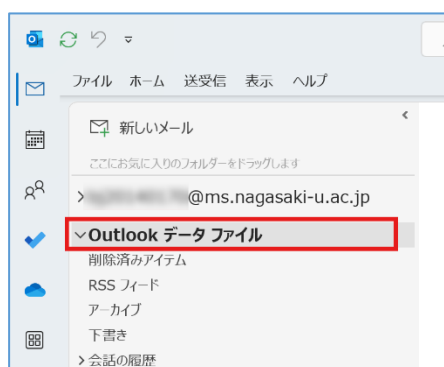 ファイル ホーム 送受信 表示 ヘルプ
新しいメール
ここにお気に入りのフォルダーをドラッグします
@ms.nagasaki-u.ac.jp
Outlook データ ファイル
削除済みアイテム
RSS フィード
アーカイブ
下書き
会話の履歴